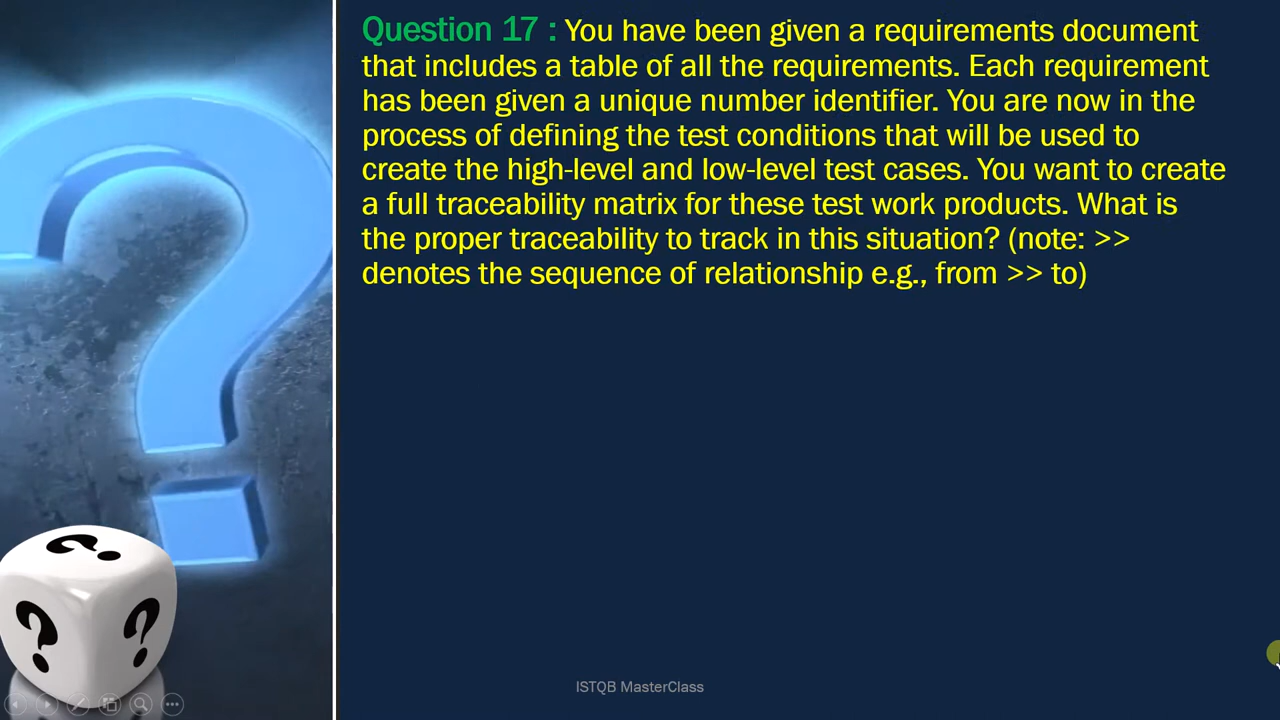 Question 17 : You have been given a requirements document
that includes a table of all the requirements. Each requirement
has been given a unique number identifier. You are now in the
process of defining the test conditions that will be used to
create the high-level and low-level test cases. You want to create
a full traceability matrix for these test work products. What is
the proper traceability to track in this situation? (note: >>
denotes the sequence of relationship e.g., from >> to)
ISTQB MasterClass